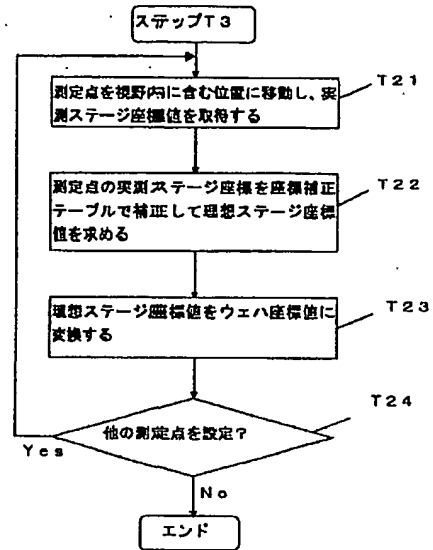 ステップT3
測定点を視野内に含む位置に移動し、実
測ステージ座標値を取得する
T21
測定点の実測ステージ座標を座標補正
テーブルで補正して理想ステージ座標
値を求める
T22
理想ステージ座標値をウェハ座標値に
変換する
T23
他の測定点を設定?
T24
Yes
No
エンド